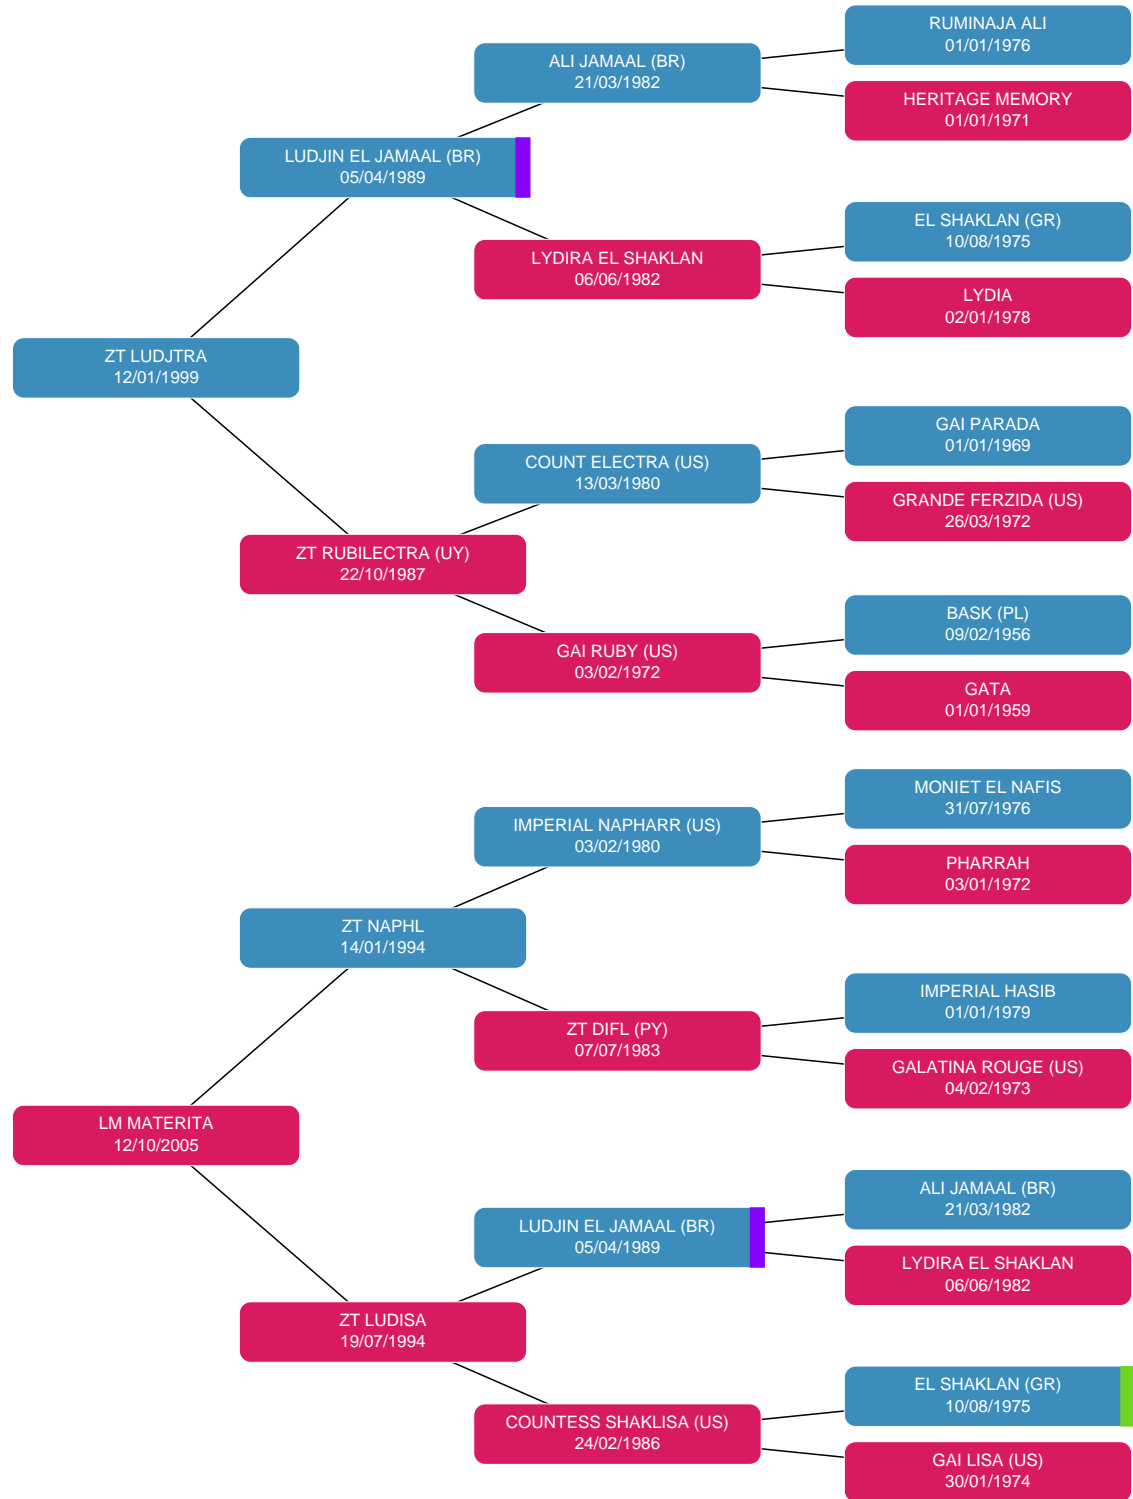 RUMINAJA ALI
01/01/1976
ALI JAMAAL (BR)
21/03/1982
HERITAGE MEMORY
01/01/1971
LUDJIN EL JAMAAL (BR)
05/04/1989
EL SHAKLAN (GR)
10/08/1975
LYDIRA EL SHAKLAN
06/06/1982
LYDIA
02/01/1978
ZT LUDJTRA
12/01/1999
GAI PARADA
01/01/1969
COUNT ELECTRA (US)
13/03/1980
GRANDE FERZIDA (US)
26/03/1972
ZT RUBILECTRA (UY)
22/10/1987
BASK (PL)
09/02/1956
GAI RUBY (US)
03/02/1972
GATA
01/01/1959
MONIET EL NAFIS
31/07/1976
IMPERIAL NAPHARR (US)
03/02/1980
PHARRAH
03/01/1972
ZT NAPHL
14/01/1994
IMPERIAL HASIB
01/01/1979
ZT DIFL (PY)
07/07/1983
GALATINA ROUGE (US)
04/02/1973
LM MATERITA
12/10/2005
ALI JAMAAL (BR)
21/03/1982
LUDJIN EL JAMAAL (BR)
05/04/1989
LYDIRA EL SHAKLAN
06/06/1982
ZT LUDISA
19/07/1994
EL SHAKLAN (GR)
10/08/1975
COUNTESS SHAKLISA (US)
24/02/1986
GAI LISA (US)
30/01/1974